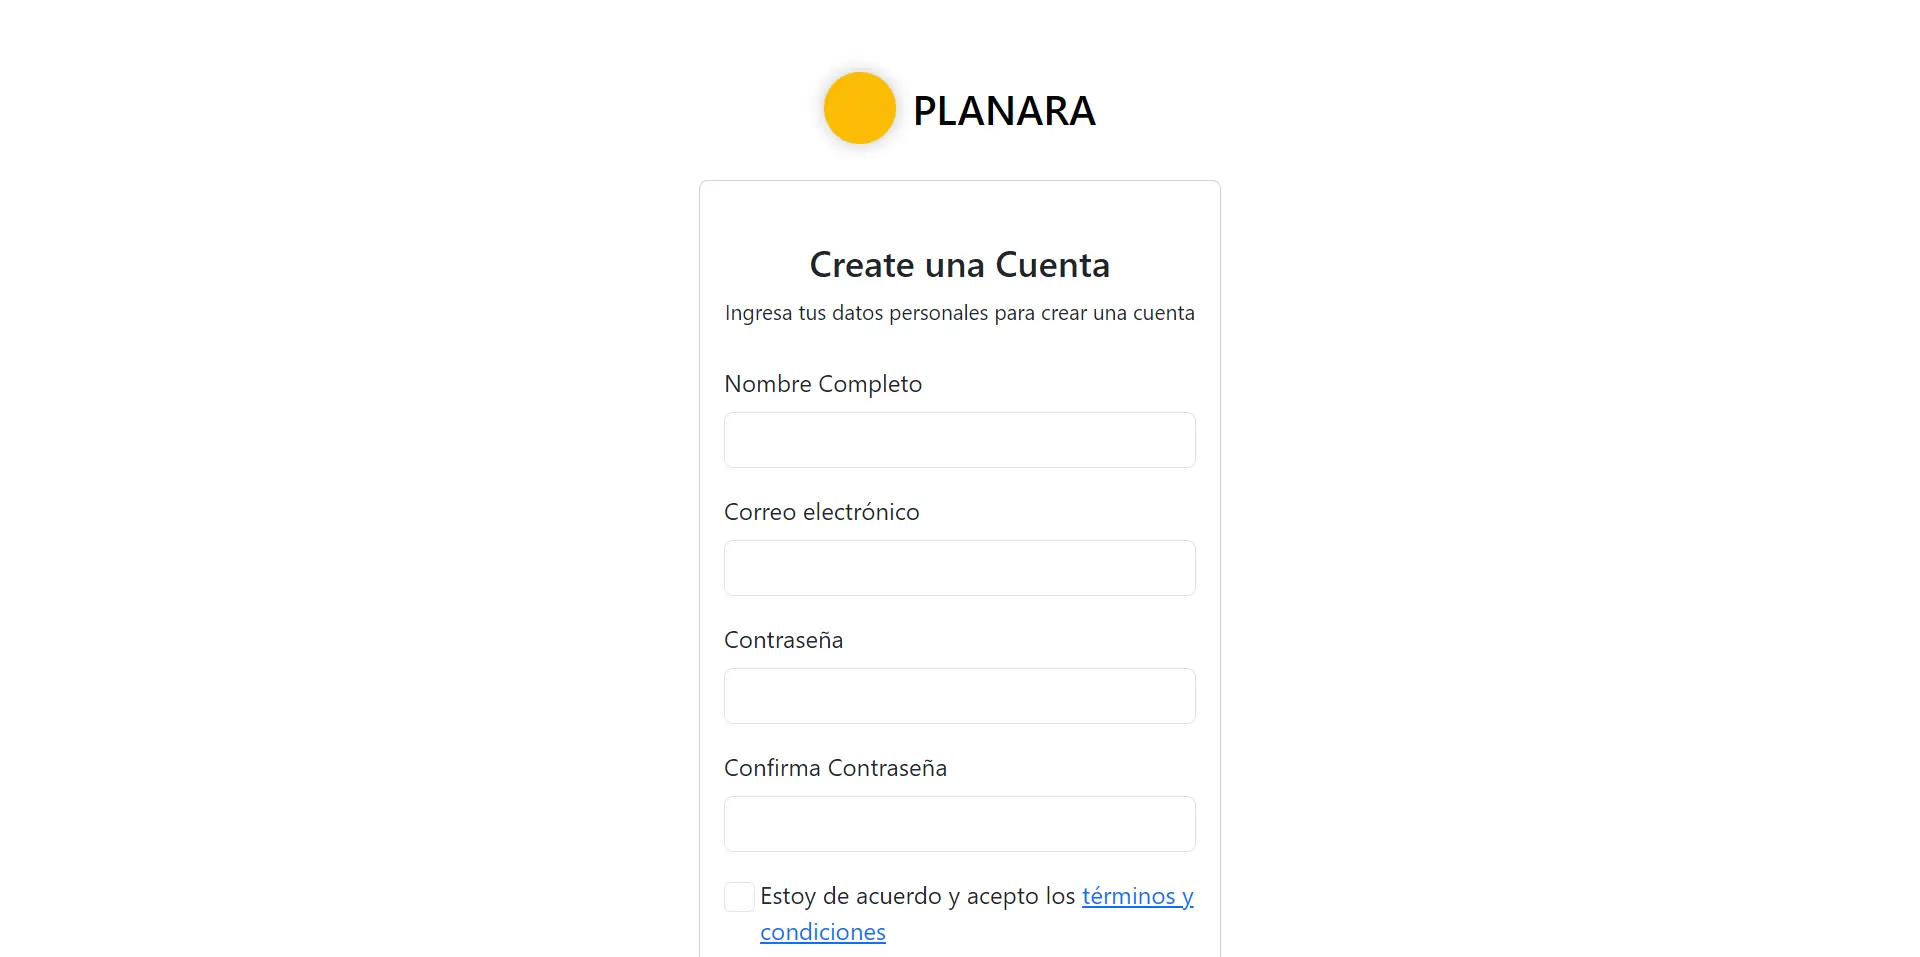 PLANARA
Create una Cuenta
Ingresa tus datos personales para crear una cuenta
Nombre Completo
Correo electrónico
Contraseña
Confirma Contraseña
Estoy de acuerdo y acepto los términos y
condiciones